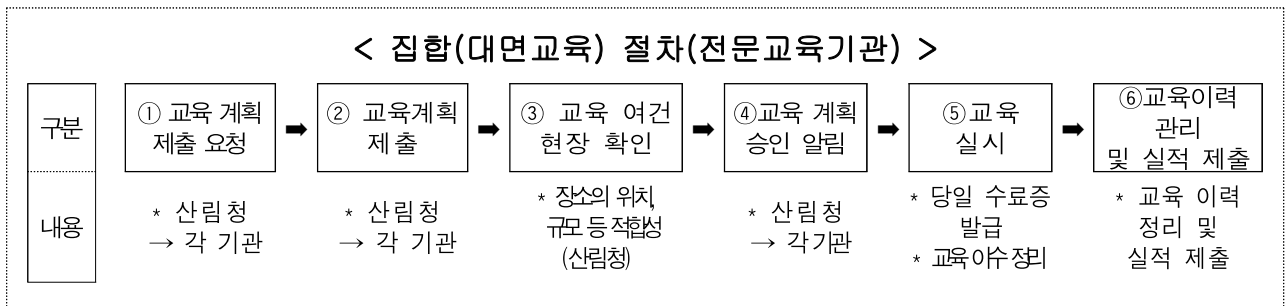 < 집합(대면교육) 절차(전문교육기관) >
구분
① 교육 계획
제출 요청
➡
② 교육계획
제출
➡
③ 교육 여건
현장 확인
➡
④교육 계획
승인 알림
➡
⑤교육
실시
➡
⑥교육이력
관리
및 실적 제출
내용
* 산림청
→ 각 기관
* 산림청
→ 각 기관
* 장소의 위치,
규모 등 적합성
(산림청)
* 산림청
→ 각기관
* 당일 수료증
발급
* 교육 이수 정리
* 교육 이력
정리 및
실적 제출